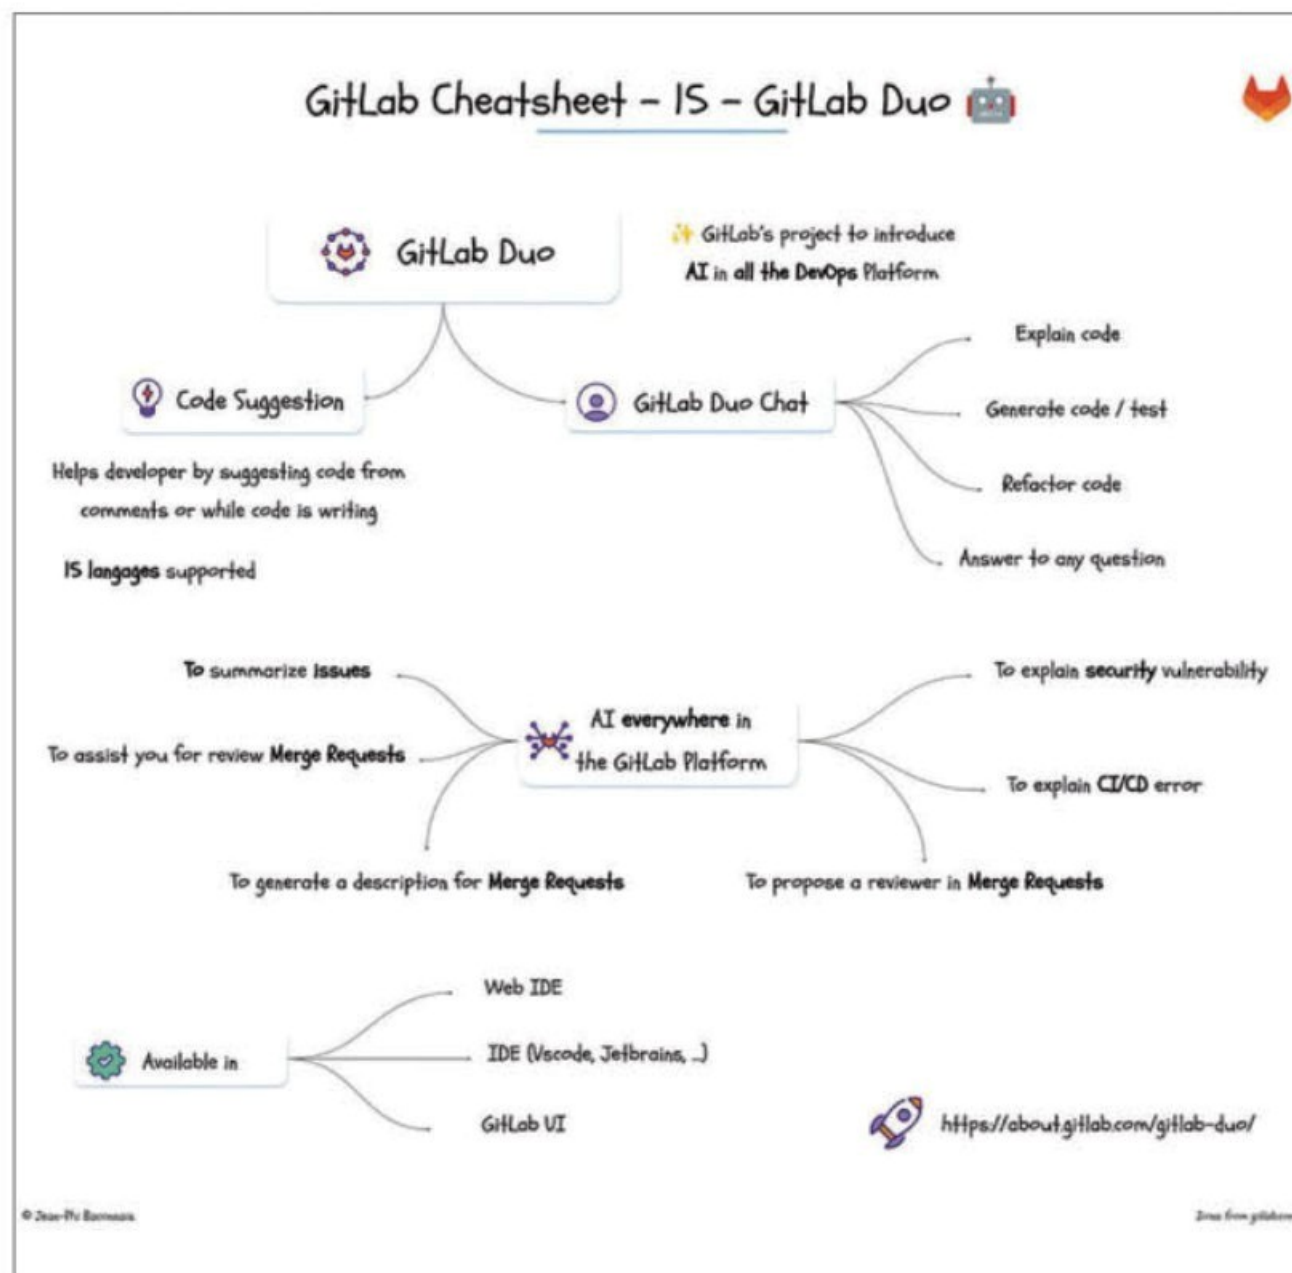 GitLab Cheatsheet - 15 - GitLab Duo
GitLab Duo
✨ GitLab's project to introduce
AI in all the DevOps Platform
Code Suggestion
Helps developer by suggesting code from
comments or while code is writing
15 langages supported
GitLab Duo Chat
Explain code
Generate code / test
Refactor code
Answer to any question
To summarize issues
To assist you for review Merge Requests
To generate a description for Merge Requests
AI everywhere in
the GitLab Platform
To explain security vulnerability
To explain CI/CD error
To propose a reviewer in Merge Requests
Available in
Web IDE
IDE (Vscode, Jetbrains, ...)
GitLab UI
https://about.gitlab.com/gitlab-duo/
© Jean-Phi
from